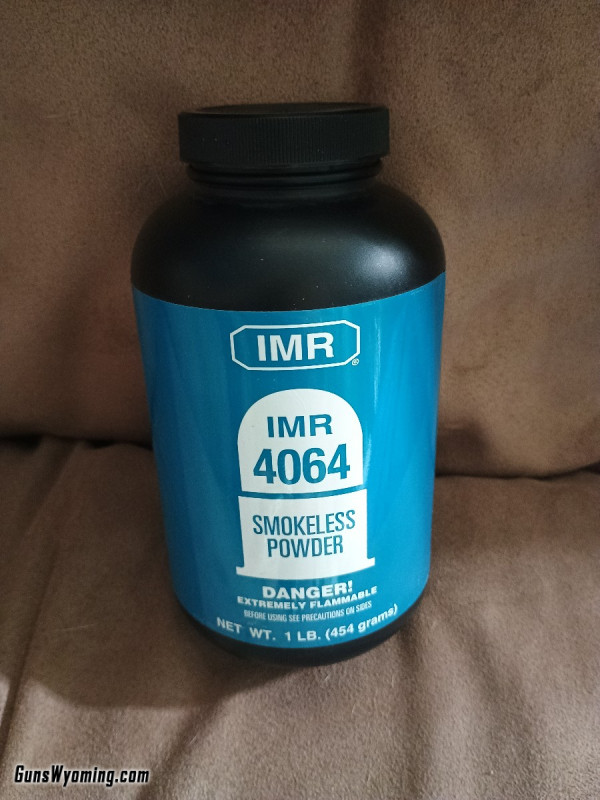 IMR
®
IMR
4064
SMOKELESS
POWDER
DANGER!
EXTREMELY FLAMMABLE
BEFORE USING SEE PRECAUTIONS ON SIDES
NET WT. 1 LB. (454 grams)
GunsWyoming.com